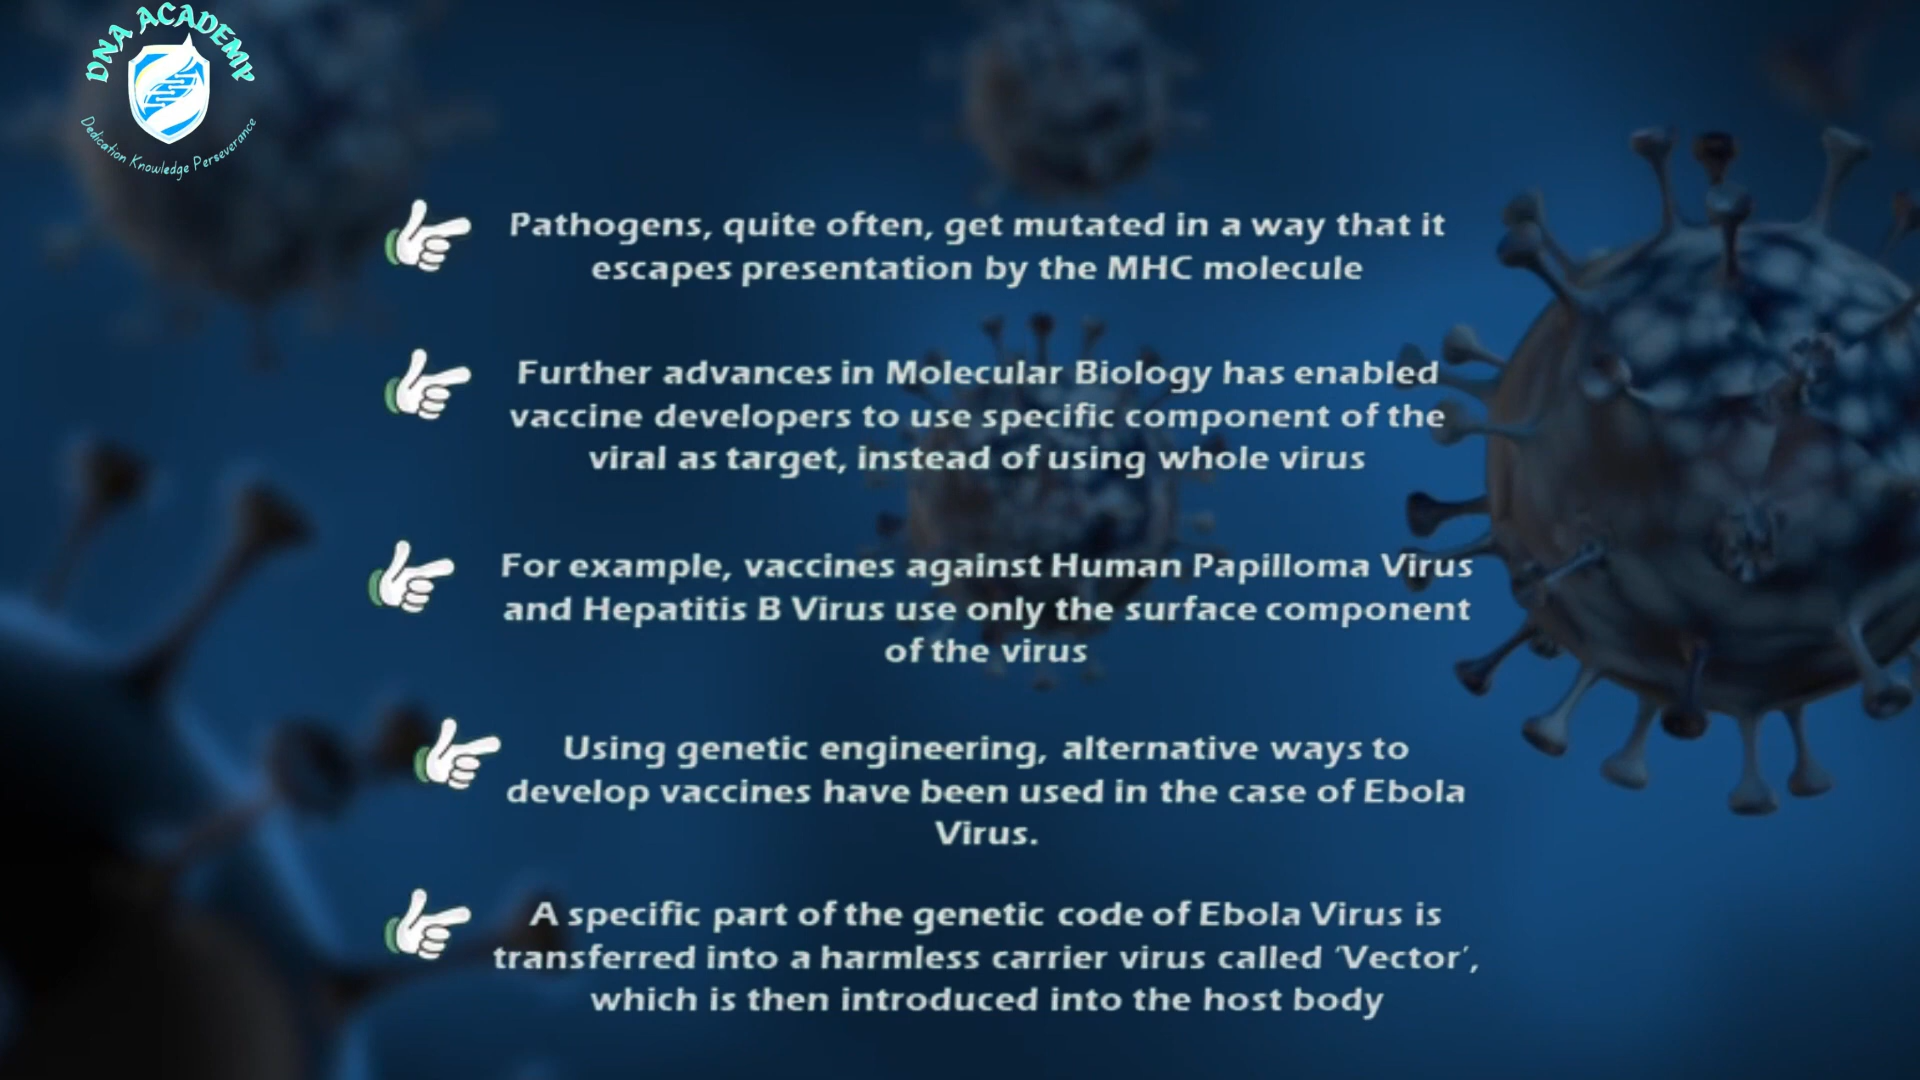 DNA ACADEMY
Dedication Knowledge Perseverance
Pathogens, quite often, get mutated in a way that it
escapes presentation by the MHC molecule
Further advances in Molecular Biology has enabled
vaccine developers to use specific component of the
viral as target, instead of using whole virus
For example, vaccines against Human Papilloma Virus
and Hepatitis B Virus use only the surface component
of the virus
Using genetic engineering, alternative ways to
develop vaccines have been used in the case of Ebola
Virus.
A specific part of the genetic code of Ebola Virus is
transferred into a harmless carrier virus called ‘Vector’,
which is then introduced into the host body